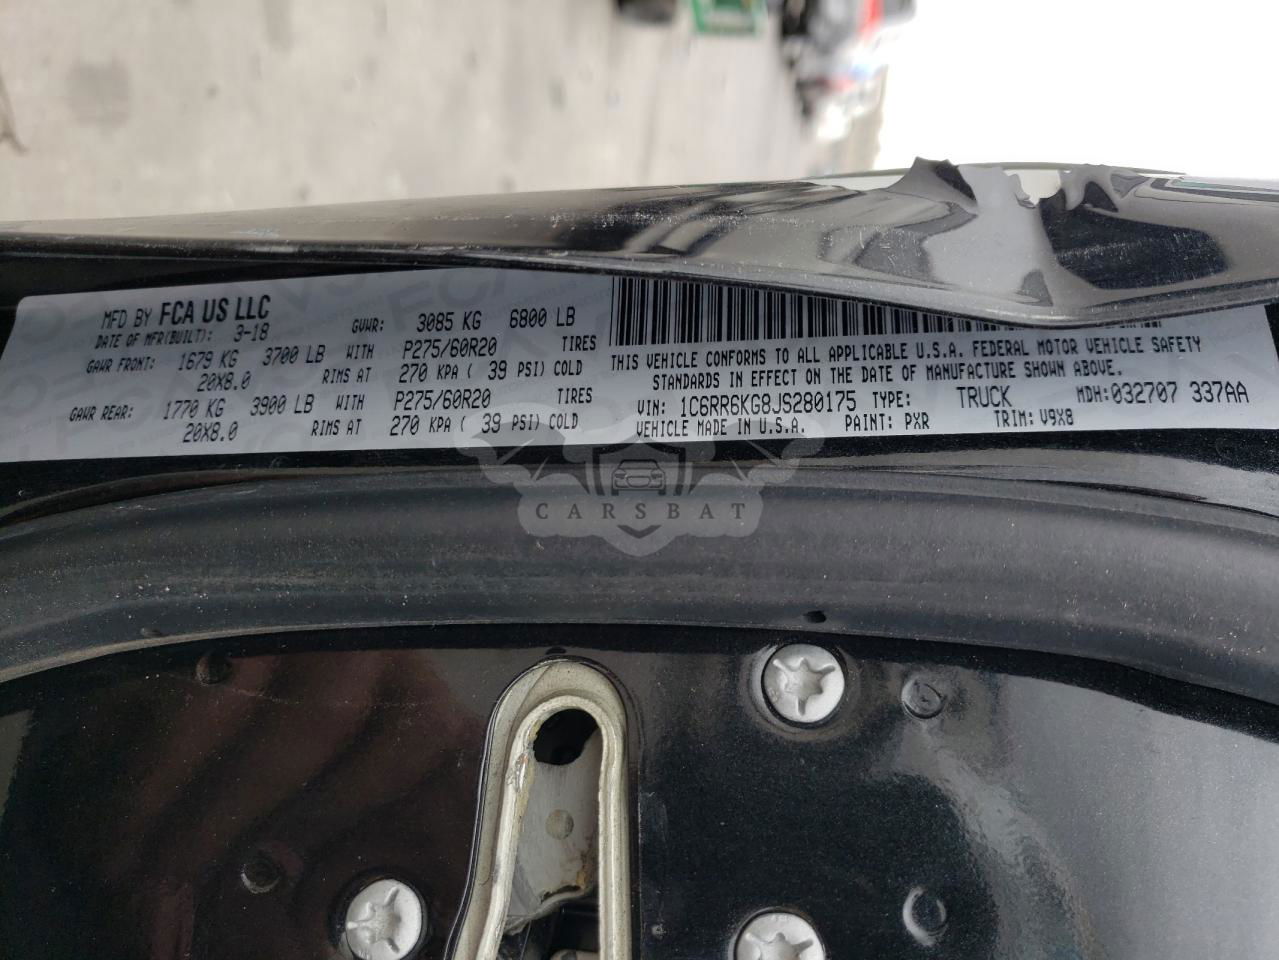 MFD BY FCA US LLC
DATE OF MFR(BUILT): 3-18 GVWR: 3085 KG 6800 LB
GAWR FRONT: 1679 KG 3700 LB WITH P275/60R20 TIRES
20X8.0 RIMS AT 270 KPA ( 39 PSI) COLD
GAWR REAR: 1770 KG 3900 LB WITH P275/60R20 TIRES
20X8.0 RIMS AT 270 KPA ( 39 PSI) COLD
THIS VEHICLE CONFORMS TO ALL APPLICABLE U.S.A. FEDERAL MOTOR VEHICLE SAFETY
STANDARDS IN EFFECT ON THE DATE OF MANUFACTURE SHOWN ABOVE.
VIN: 1C6RR6KG8JS280175 TYPE: TRUCK MDH: 032707 337AA
VEHICLE MADE IN U.S.A. PAINT: PXR TRIM: V9X8
CARSBAT